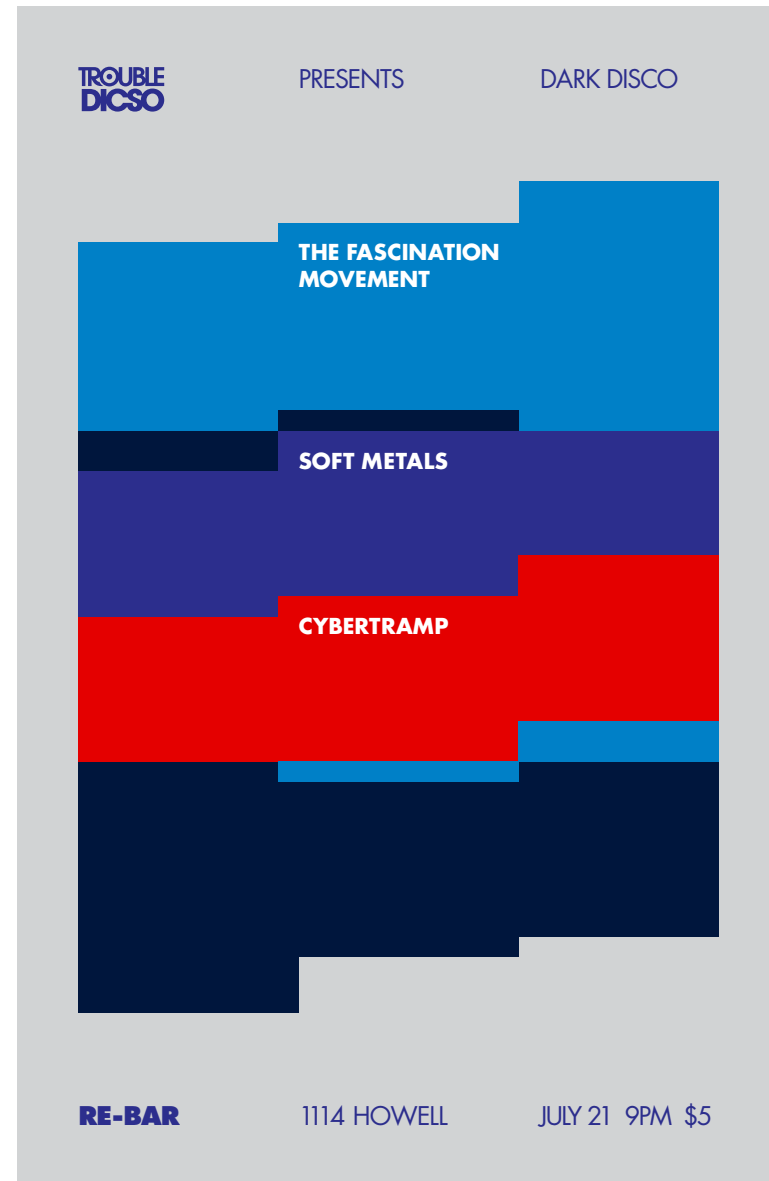 TROUBLE
DICSO
PRESENTS
DARK DISCO
THE FASCINATION
MOVEMENT
SOFT METALS
CYBERTRAMP
RE-BAR
1114 HOWELL
JULY 21 9PM $5